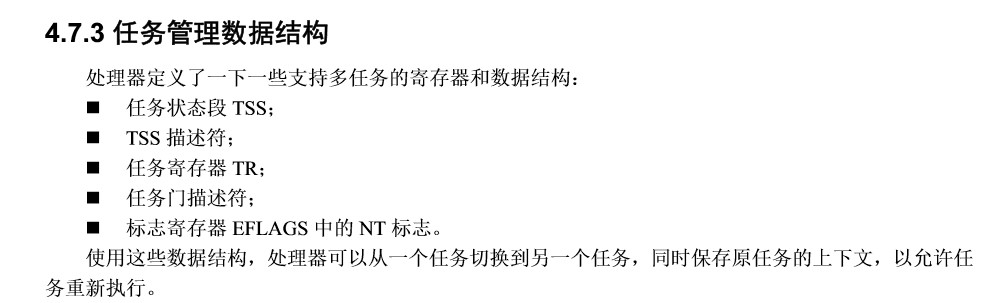 4.7.3 任务管理数据结构
处理器定义了一下一些支持多任务的寄存器和数据结构：
■ 任务状态段 TSS；
■ TSS 描述符；
■ 任务寄存器 TR；
■ 任务门描述符；
■ 标志寄存器 EFLAGS 中的 NT 标志。
使用这些数据结构，处理器可以从一个任务切换到另一个任务，同时保存原任务的上下文，以允许任
务重新执行。